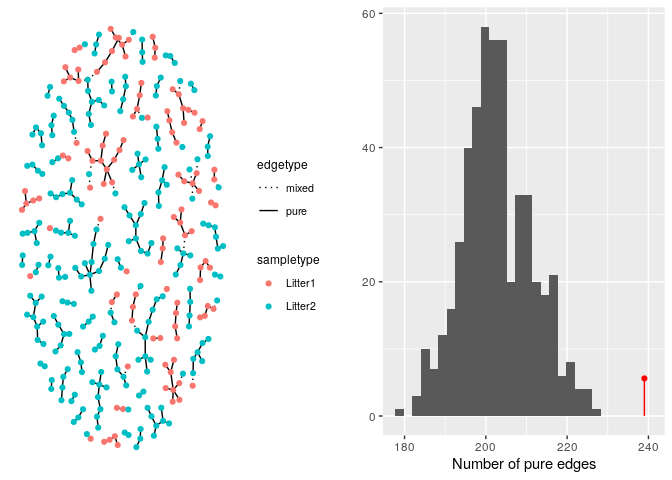 edgetype
mixed
pure
sampletype
Litter1
Litter2
60
40
20
0
180
200
220
240
Number of pure edges